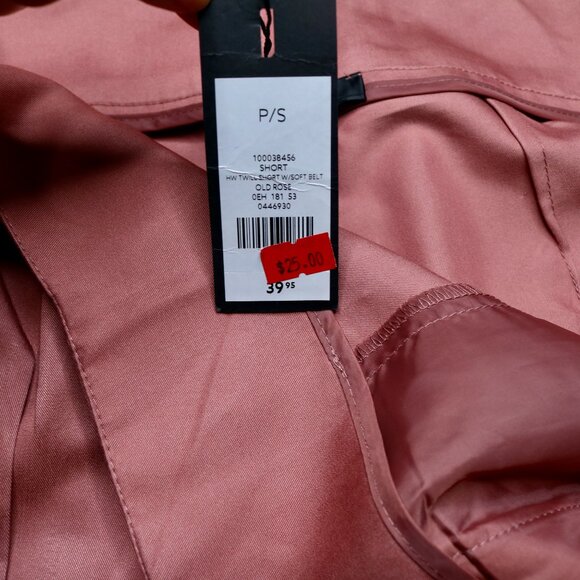 P/S
100038456
SHORT
HW TWILL SHORT W/SOFT BELT
OLD ROSE
0EH 181 53
0446930
$25.00
39 95